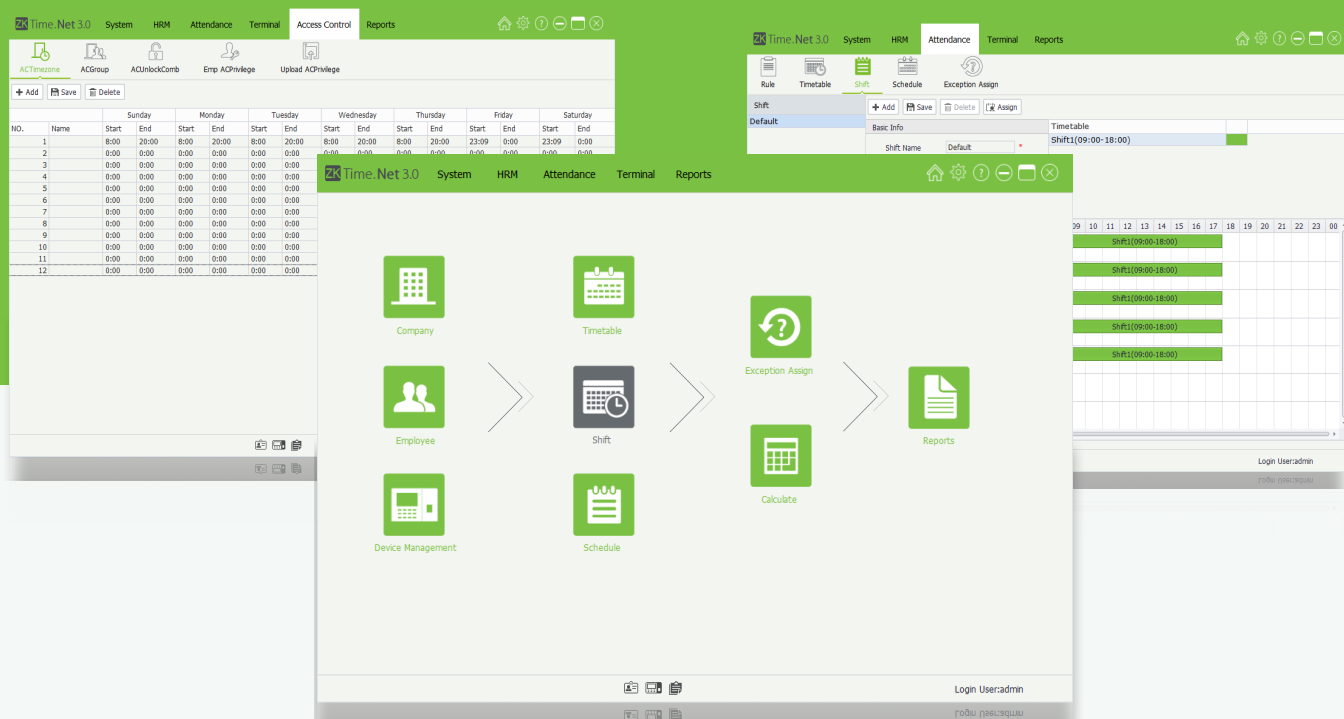 ZK Time.Net 3.0 System HRM Attendance Terminal Access Control Reports
ACTimezone ACGroup ACUnlockComb Emp ACPrivilege Upload ACPrivilege
Add Save Delete
Sunday Monday Tuesday Wednesday Thursday Friday Saturday
NO. Name Start End Start End Start End Start End Start End Start End Start End
1 8:00 20:00 8:00 20:00 8:00 20:00 8:00 20:00 8:00 20:00 23:09 0:00 23:09 0:00
2 0:00 0:00 0:00 0:00 0:00 0:00 0:00 0:00 0:00 0:00 0:00 0:00 0:00 0:00
3 0:00 0:00 0:00 0:00 0:00 0:00
4 0:00 0:00 0:00 0:00 0:00 0:00
5 0:00 0:00 0:00 0:00 0:00 0:00
6 0:00 0:00 0:00 0:00 0:00 0:00
7 0:00 0:00 0:00 0:00 0:00 0:00
8 0:00 0:00 0:00 0:00 0:00 0:00
9 0:00 0:00 0:00 0:00 0:00 0:00
10 0:00 0:00 0:00 0:00 0:00 0:00
11 0:00 0:00 0:00 0:00 0:00 0:00
12 0:00 0:00 0:00 0:00 0:00 0:00
ZK Time.Net 3.0 System HRM Attendance Terminal Reports
Rule Timetable Shift Schedule Exception Assign
Shift
Default
Add Save Delete Assign
Basic Info
Shift Name Default *
Timetable
Shift1(09:00-18:00)
09 10 11 12 13 14 15 16 17 18 19 20 21 22 23 00
Shift1(09:00-18:00)
Shift1(09:00-18:00)
Shift1(09:00-18:00)
Shift1(09:00-18:00)
Shift1(09:00-18:00)
Login User:admin
ZK Time.Net 3.0 System HRM Attendance Terminal Reports
Company
Timetable
Exception Assign
Employee
Shift
Reports
Calculate
Device Management
Schedule
Login User:admin